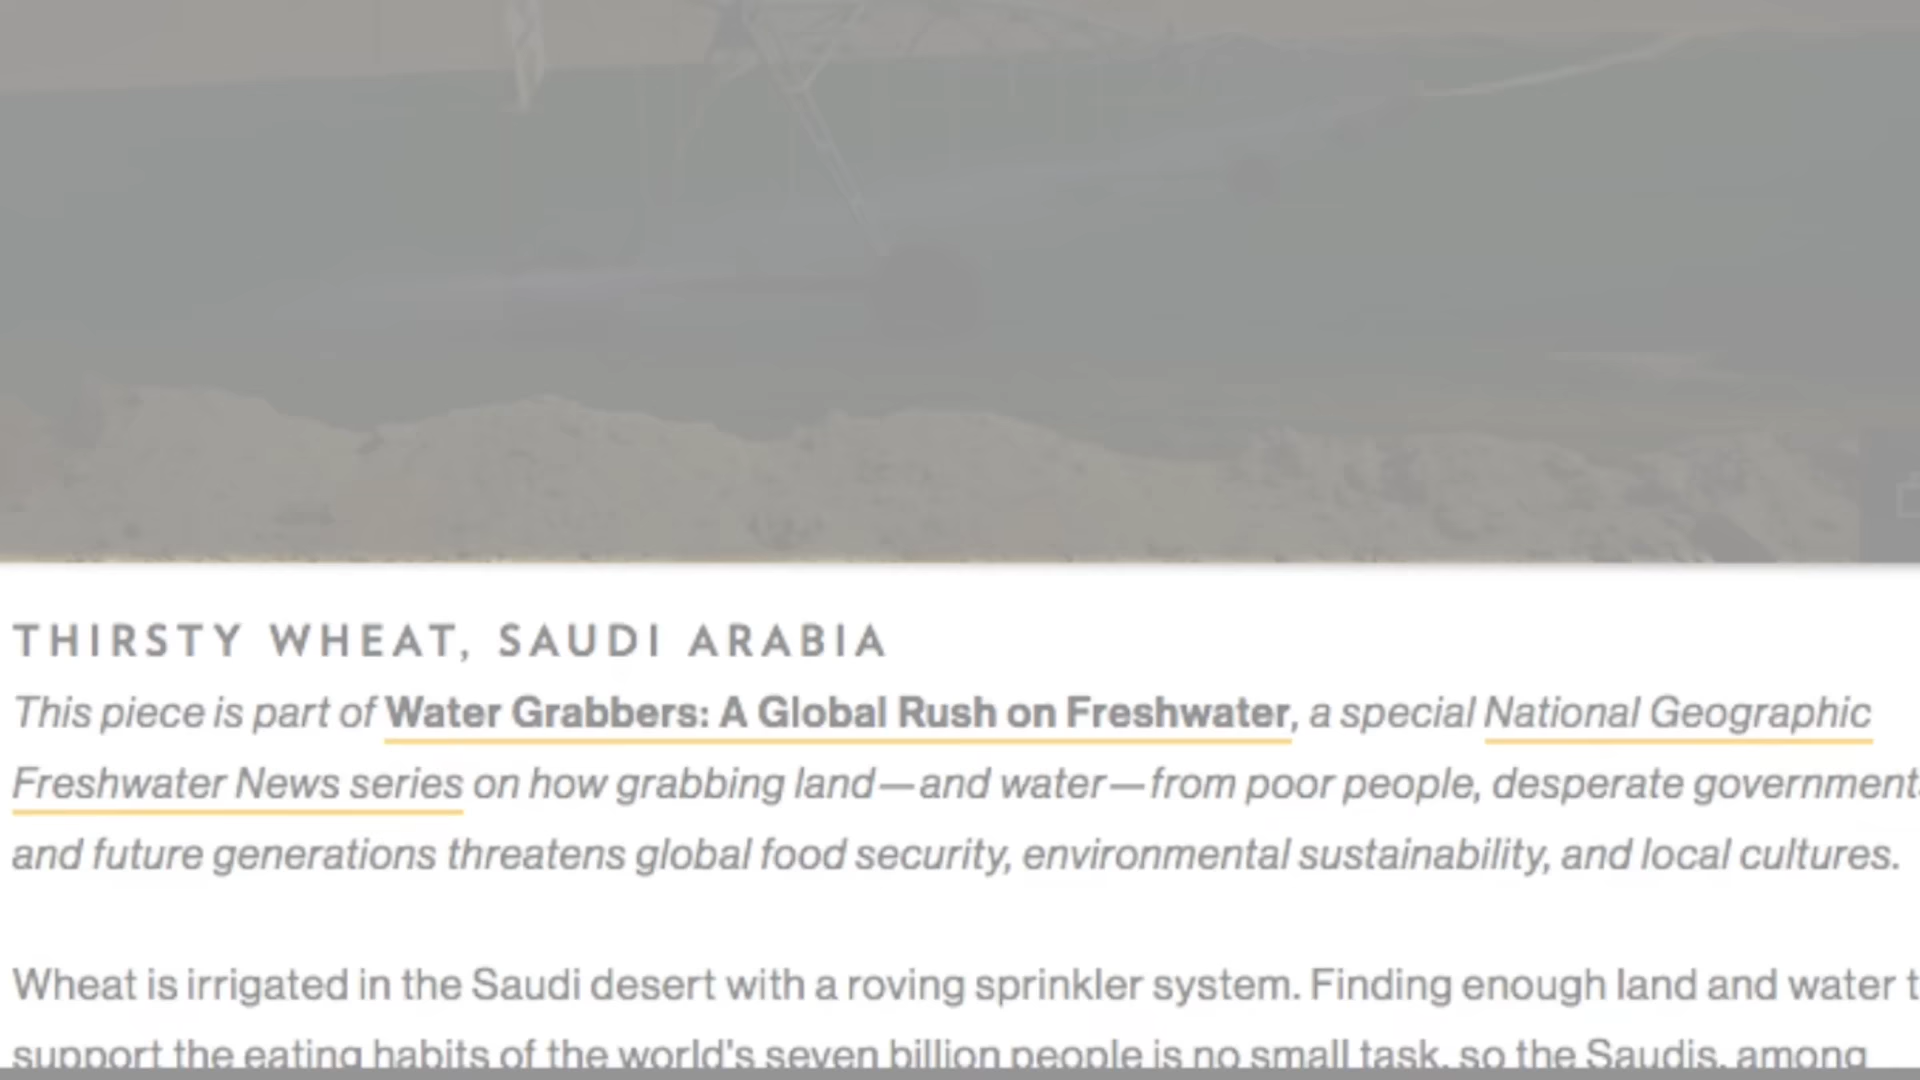 THIRSTY WHEAT, SAUDI ARABIA
This piece is part of Water Grabbers: A Global Rush on Freshwater, a special National Geographic
Freshwater News series on how grabbing land—and water—from poor people, desperate governments
and future generations threatens global food security, environmental sustainability, and local cultures.
Wheat is irrigated in the Saudi desert with a roving sprinkler system. Finding enough land and water t
support the eating habits of the world's seven billion people is no small task, so the Saudis, among